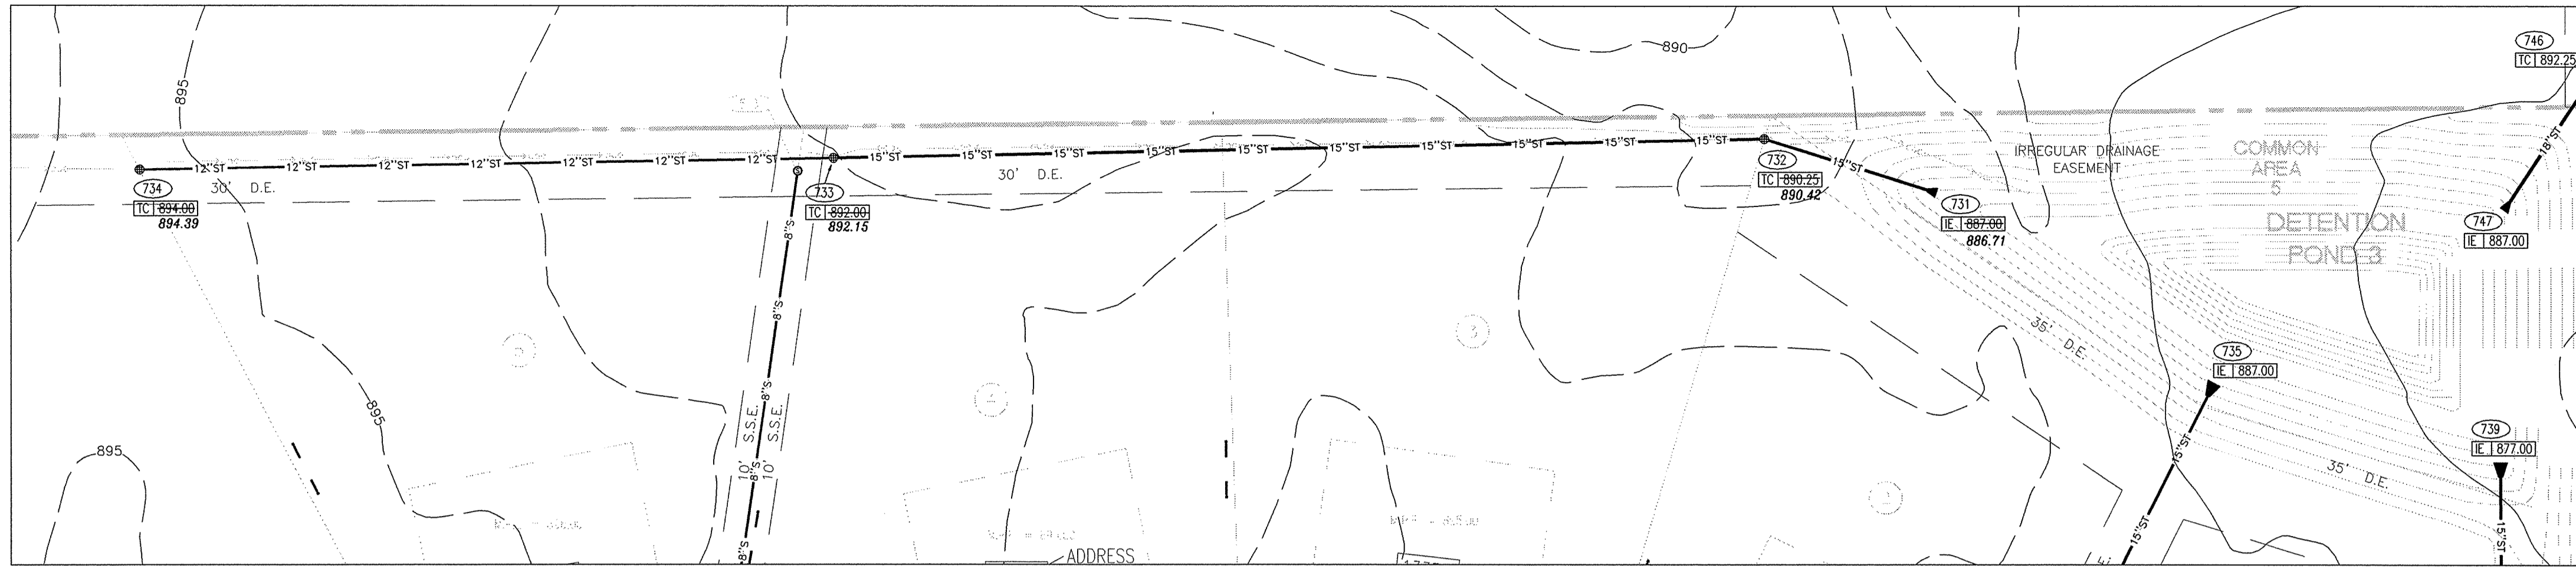 890
746
TC 892.25
895
18"ST
IRREGULAR DRAINAGE
EASEMENT
COMMON
AREA
5
12"ST 12"ST 12"ST 12"ST 12"ST 12"ST 12"ST 15"ST 15"ST 15"ST 15"ST 15"ST 15"ST 15"ST 15"ST 15"ST 15"ST
15"ST
30' D.E.
30' D.E.
734
TC 894.00
894.39
S
733
TC 892.00
892.15
732
TC 890.25
890.42
731
IE 887.00
886.71
DETENTION
POND 3
747
IE 887.00
8"S
8"S
8"S
8"S
8"S
S.S.E.
S.S.E.
10'
10'
3
35'
D.E.
735
IE 887.00
15"ST
15"ST
895
895
739
IE 877.00
35'
D.E.
15"ST
ADDRESS